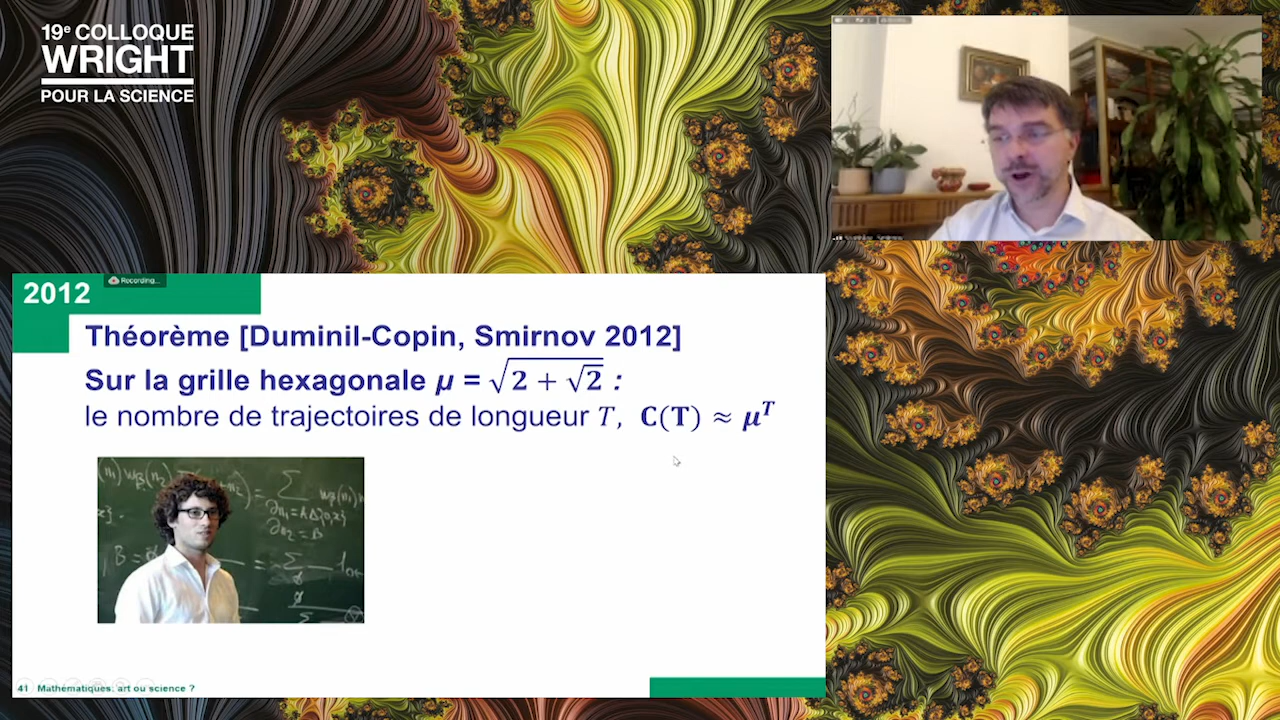 19e COLLOQUE
WRIGHT
POUR LA SCIENCE
2012
Recording...
Théorème [Duminil-Copin, Smirnov 2012]
Sur la grille hexagonale μ = √(2 + √2) :
le nombre de trajectoires de longueur T, C(T) ≈ μ^T
41 Mathématiques: art ou science ?